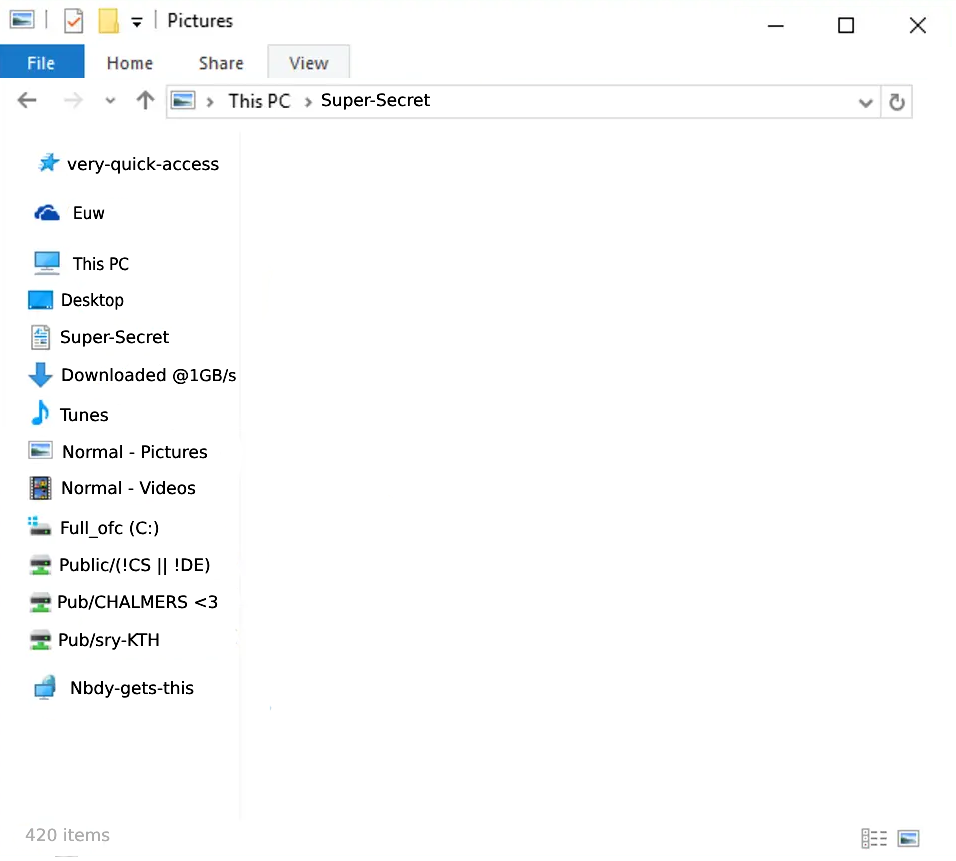 Pictures
File Home Share View
This PC Super-Secret
very-quick-access
Euw
This PC
Desktop
Super-Secret
Downloaded @1GB/s
Tunes
Normal - Pictures
Normal - Videos
Full_ofc (C:)
Public/(!CS || !DE)
Pub/CHALMERS <3
Pub/sry-KTH
Nbdy-gets-this
420 items